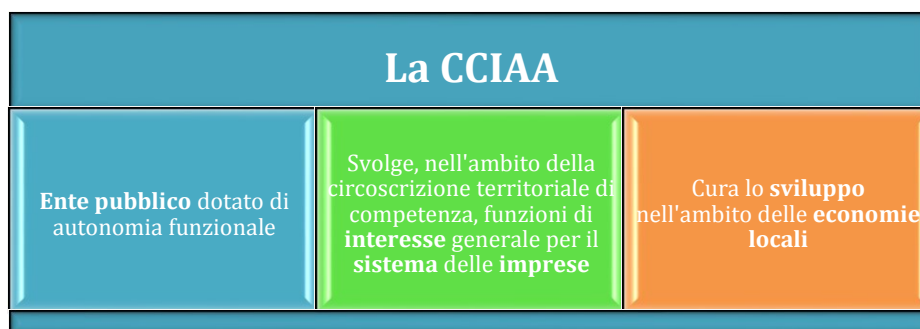 La CCIAA
Ente pubblico dotato di
autonomia funzionale
Svolge, nell'ambito della
circoscrizione territoriale di
competenza, funzioni di
interesse generale per il
sistema delle imprese
Cura lo sviluppo
nell'ambito delle economie
locali